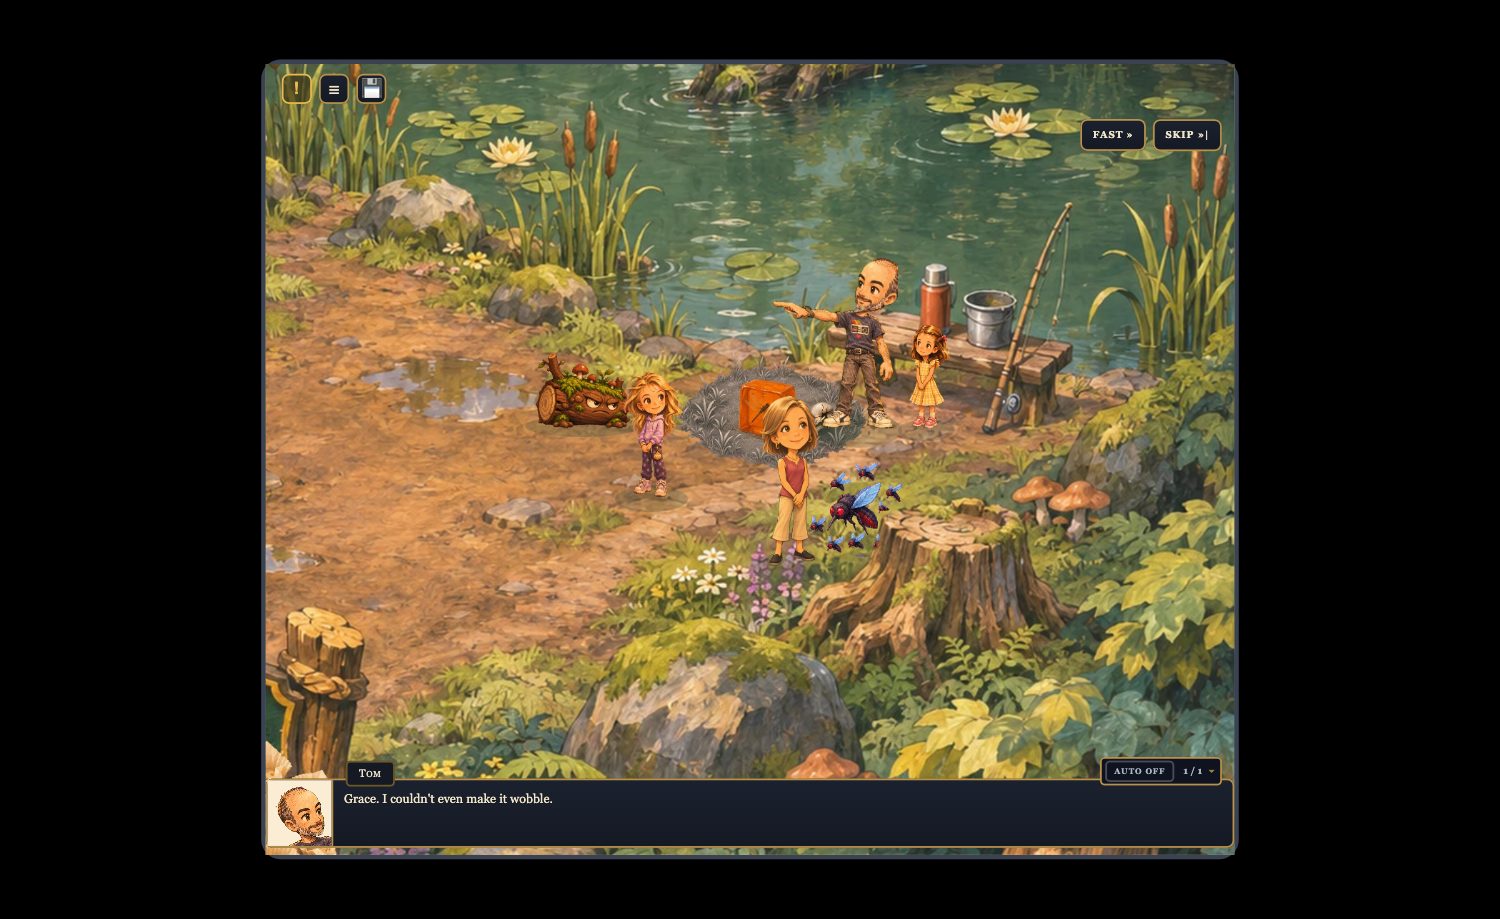 !
FAST »
SKIP »|
TOM
AUTO OFF
1 / 1
Grace. I couldn't even make it wobble.